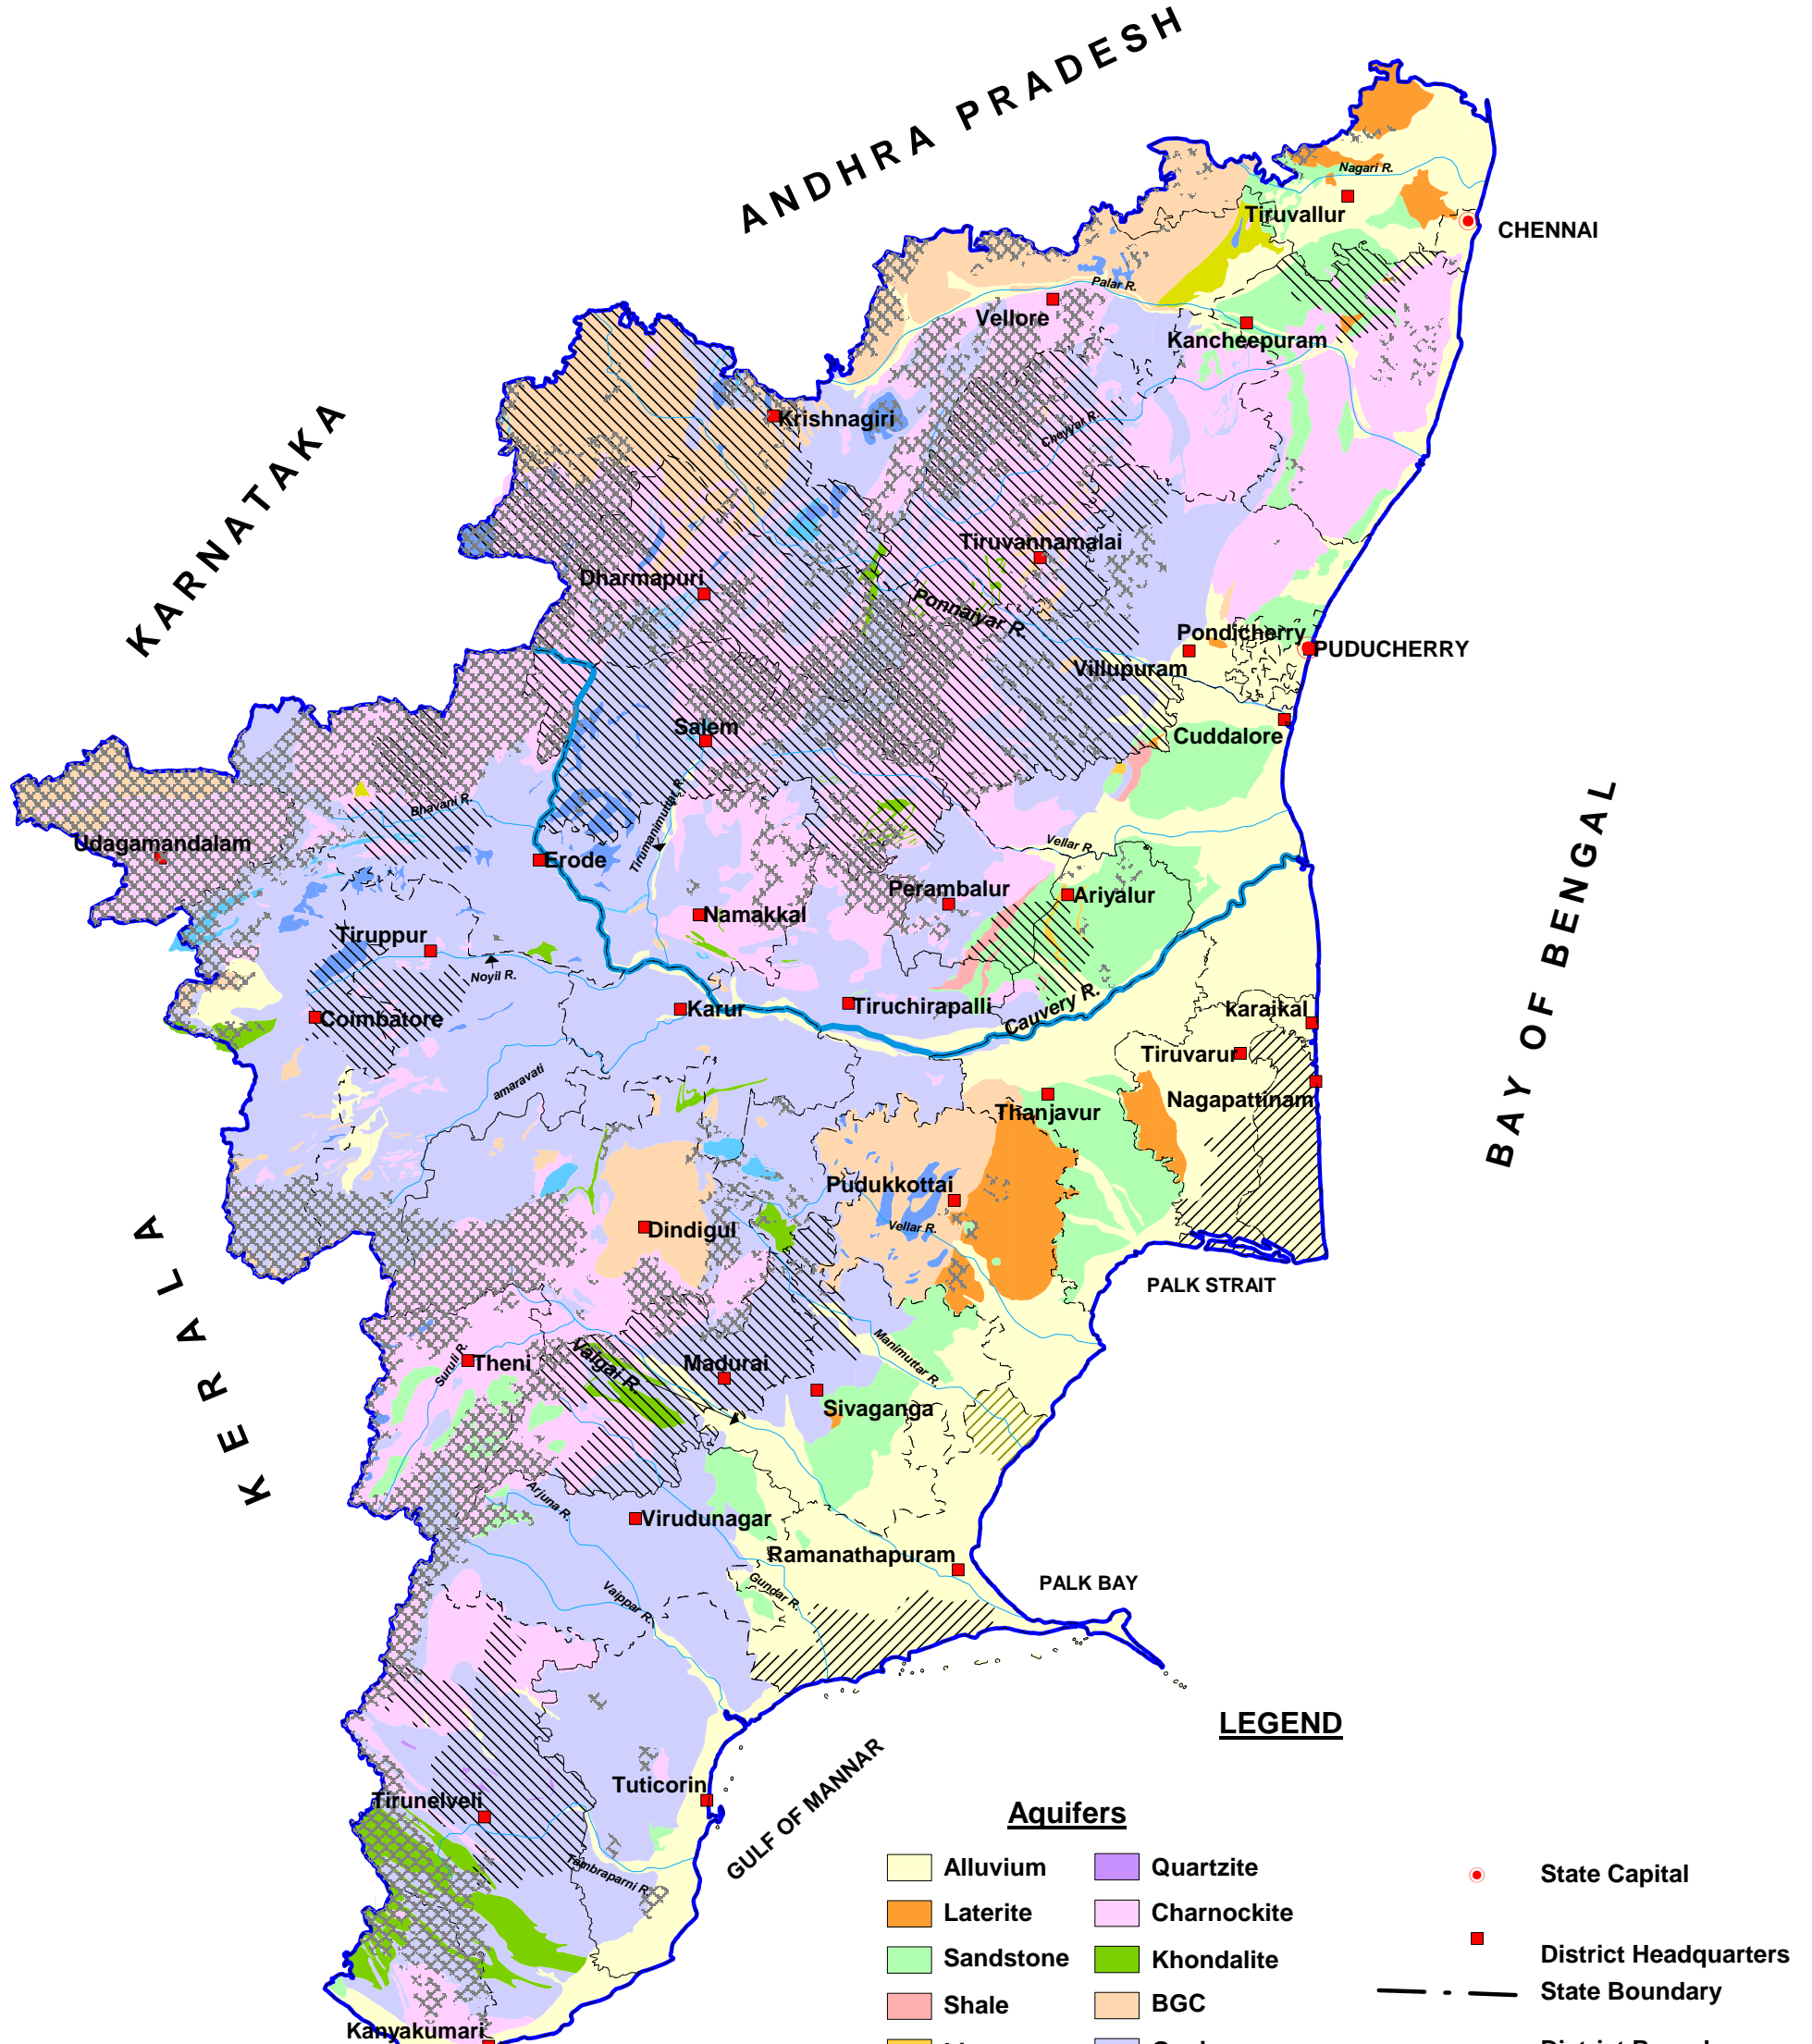 ANDHRA PRADESH
Nagari R.
Tiruvallur
CHENNAI
Palar R.
Vellore
Kancheepuram
Krishnagiri
Cheyyar R.
KARNATAKA
Tiruvannamalai
Dharmapuri
Ponnaiyar R.
Pondicherry
PUDUCHERRY
Villupuram
Salem
Cuddalore
Bhavani R.
Tirumanimuttar R.
Udagamandalam
Erode
Vellar R.
Perambalur
Ariyalur
Namakkal
BAY OF BENGAL
Tiruppur
Noyil R.
Karur
Tiruchirapalli
Cauvery R.
karaikal
Coimbatore
Tiruvarur
amaravati
Nagapattinam
Thanjavur
Pudukkottai
Vellar R.
Dindigul
KERALA
PALK STRAIT
Suruli R.
Theni
Vaigai R.
Madurai
Manimuttar R.
Sivaganga
Arjuna R.
Virudunagar
Ramanathapuram
Vaippar R.
Gundar R.
PALK BAY
LEGEND
Tuticorin
GULF OF MANNAR
Tirunelveli
Tambraparni R.
Kanyakumari
Aquifers
Alluvium
Quartzite
State Capital
Laterite
Charnockite
District Headquarters
Sandstone
Khondalite
State Boundary
Shale
BGC